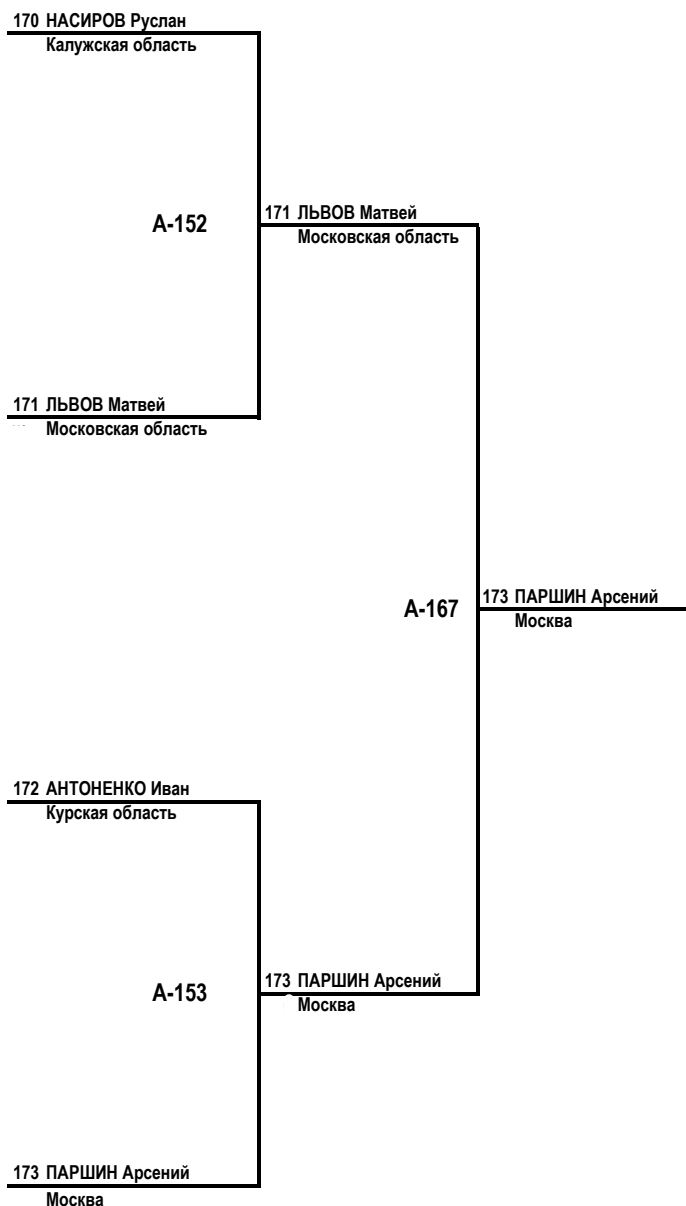 170 НАСИРОВ Руслан
Калужская область
А-152
171 ЛЬВОВ Матвей
Московская область
171 ЛЬВОВ Матвей
Московская область
А-167
173 ПАРШИН Арсений
Москва
172 АНТОНЕНКО Иван
Курская область
А-153
173 ПАРШИН Арсений
Москва
173 ПАРШИН Арсений
Москва